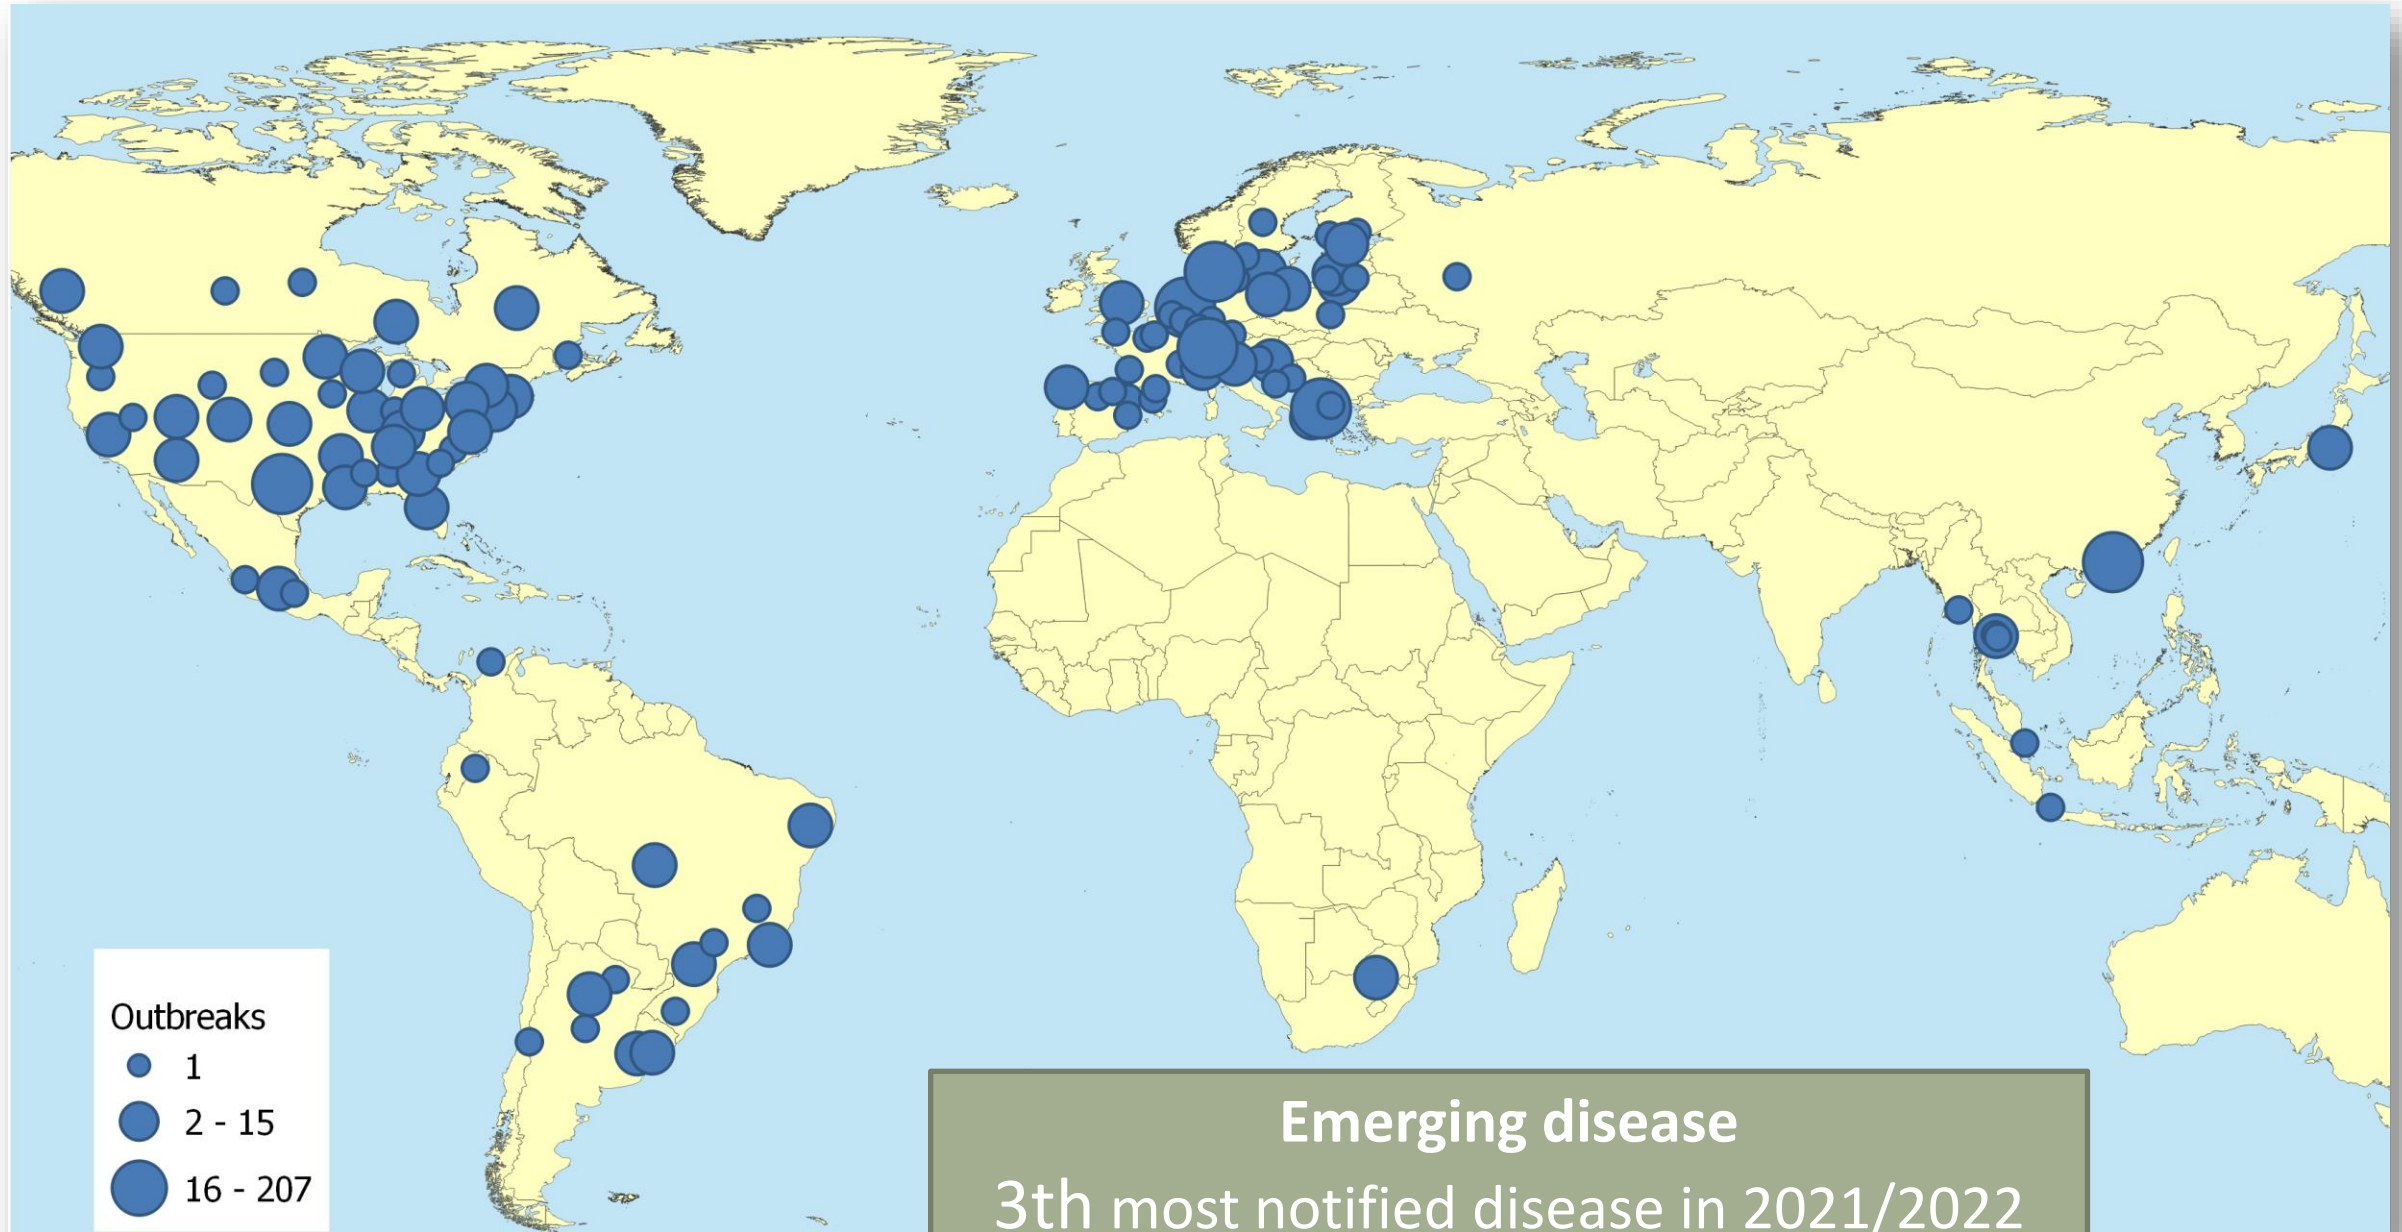 Outbreaks
1
2 - 15
16 - 207
Emerging disease
3th most notified disease in 2021/2022